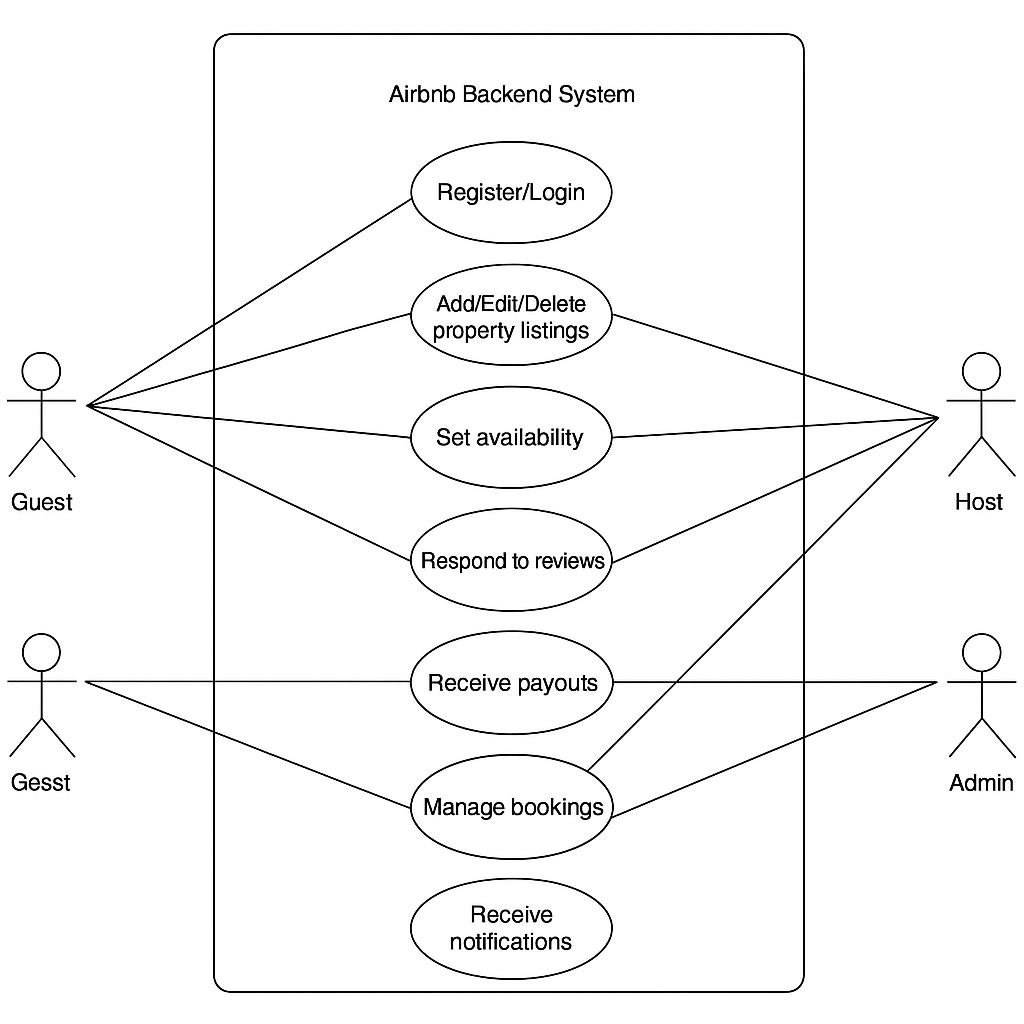 Airbnb Backend System
Register/Login
Add/Edit/Delete
property listings
Set availability
Guest
Host
Respond to reviews
Receive payouts
Gesst
Admin
Manage bookings
Receive
notifications